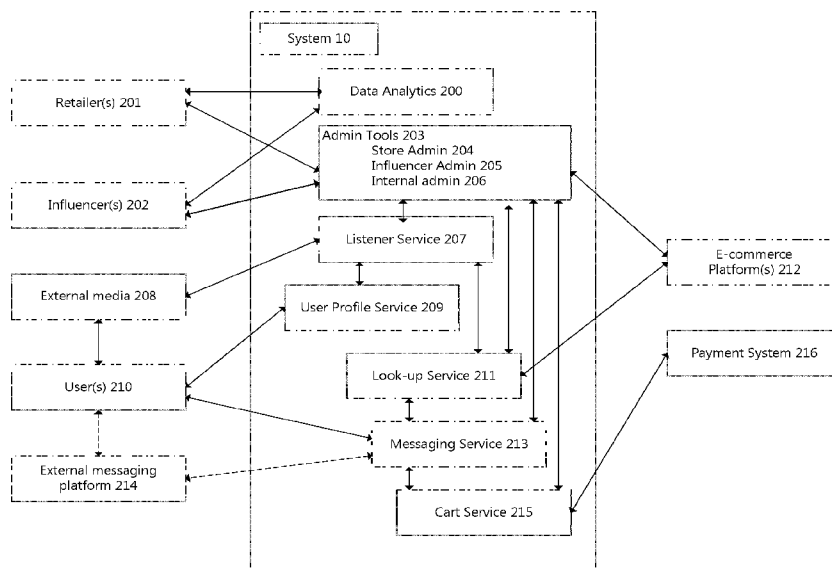 System 10
Data Analytics 200
Retailer(s) 201
Admin Tools 203
Store Admin 204
Influencer Admin 205
Internal admin 206
Influencer(s) 202
Listener Service 207
E-commerce
Platform(s) 212
External media 208
User Profile Service 209
Payment System 216
User(s) 210
Look-up Service 211
Messaging Service 213
External messaging
platform 214
Cart Service 215